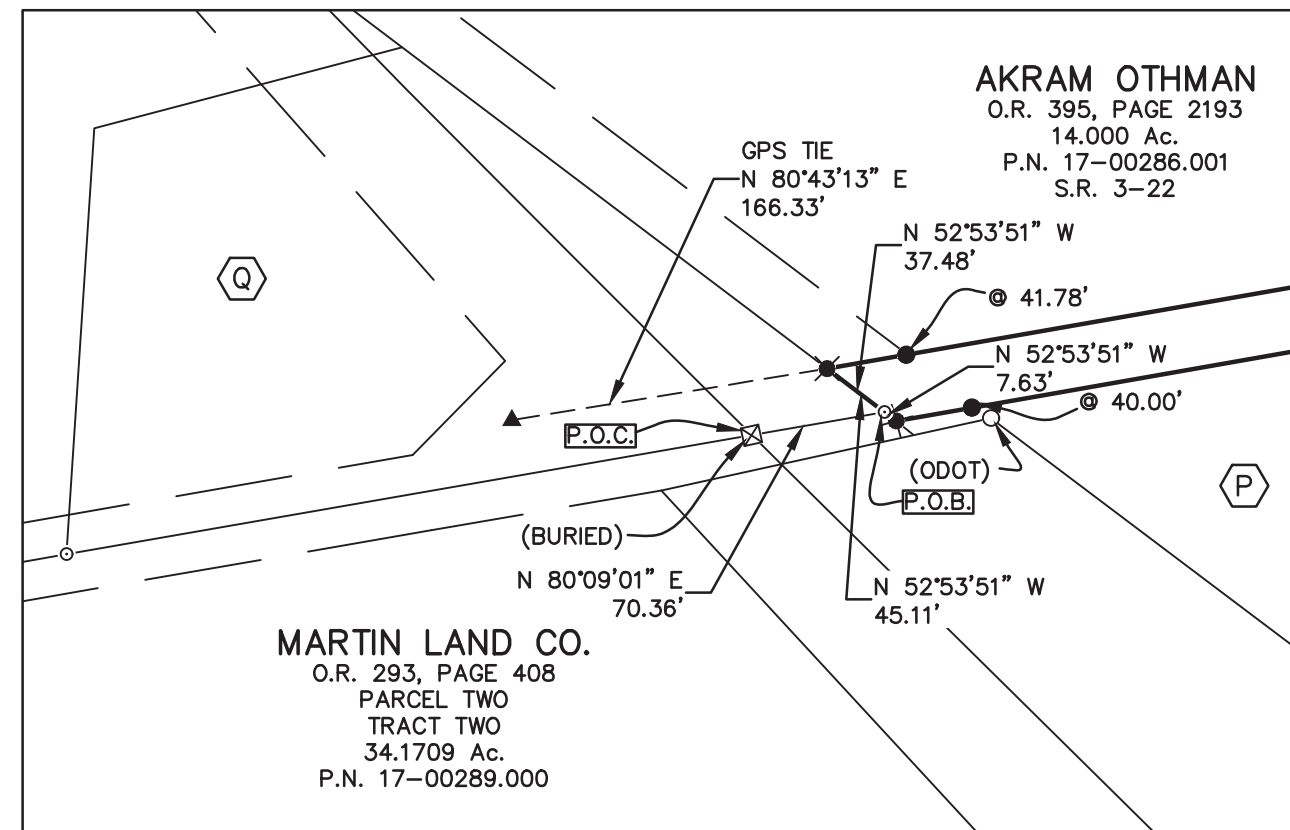 AKRAM OTHMAN
O.R. 395, PAGE 2193
14.000 Ac.
P.N. 17-00286.001
S.R. 3-22
GPS TIE
N 80°43'13" E
166.33'
N 52°53'51" W
37.48'
@ 41.78'
Q
N 52°53'51" W
7.63'
@ 40.00'
P.O.C.
(ODOT)
P.O.B.
P
(BURIED)
N 80°09'01" E
70.36'
N 52°53'51" W
45.11'
MARTIN LAND CO.
O.R. 293, PAGE 408
PARCEL TWO
TRACT TWO
34.1709 Ac.
P.N. 17-00289.000